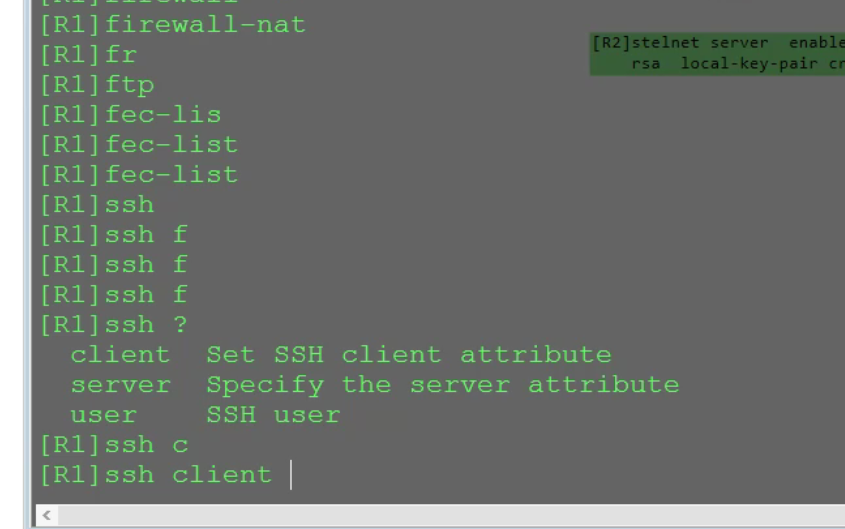 [R1]firewall
[R1]firewall-nat
[R1]fr
[R1]ftp
[R1]fec-lis
[R1]fec-list
[R1]fec-list
[R1]ssh
[R1]ssh f
[R1]ssh f
[R1]ssh f
[R1]ssh ?
client Set SSH client attribute
server Specify the server attribute
user SSH user
[R1]ssh c
[R1]ssh client
[R2]stelnet server enable
rsa local-key-pair cr